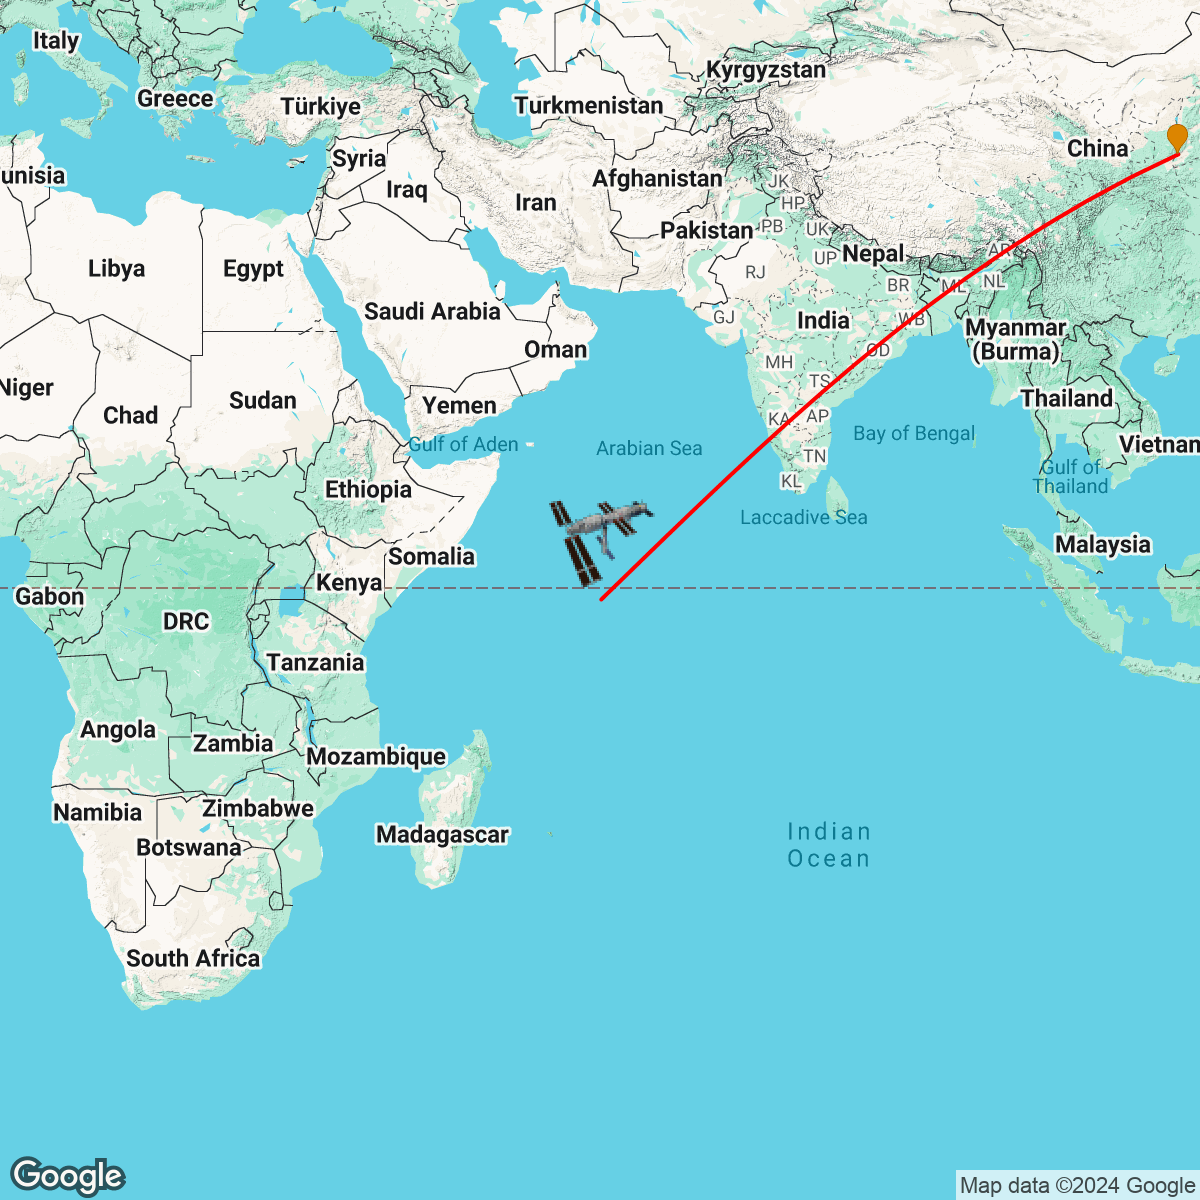 Italy
Kyrgyzstan
Greece
Türkiye
Turkmenistan
China
Syria
unisia
Iraq
Afghanistan
JK
Iran
HP
Pakistan
PB
UK
Nepal
AR
Libya
Egypt
UP
RJ
BR
ML
NL
Saudi Arabia
GJ
India
WB
Myanmar
(Burma)
Oman
OD
MH
TS
Niger
Chad
Sudan
Yemen
Thailand
KA
AP
Gulf of Aden
Arabian Sea
Bay of Bengal
Vietnam
TN
Gulf of
Thailand
KL
Ethiopia
Laccadive Sea
Somalia
Malaysia
Kenya
Gabon
DRC
Tanzania
Angola
Zambia
Mozambique
Namibia
Zimbabwe
Botswana
Madagascar
Indian
Ocean
South Africa
Google
Map data ©2024 Google